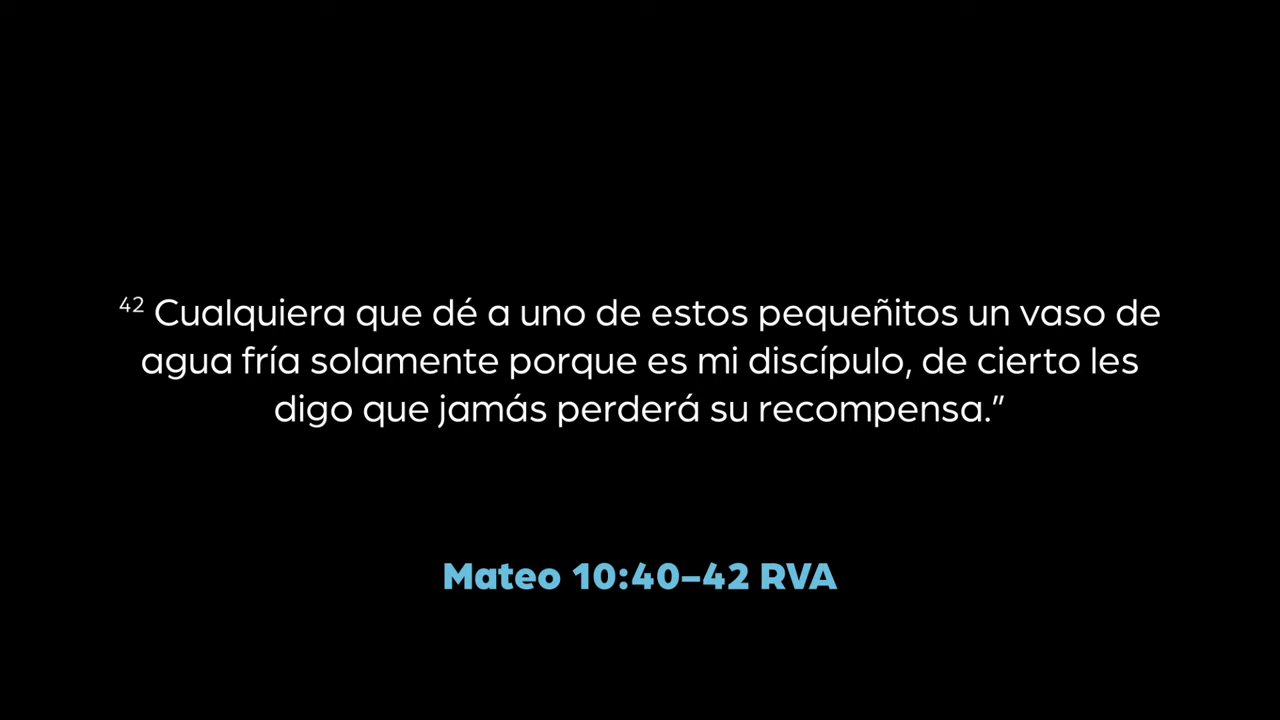 42 Cualquiera que dé a uno de estos pequeñitos un vaso de
agua fría solamente porque es mi discípulo, de cierto les
digo que jamás perderá su recompensa.”
Mateo 10:40–42 RVA